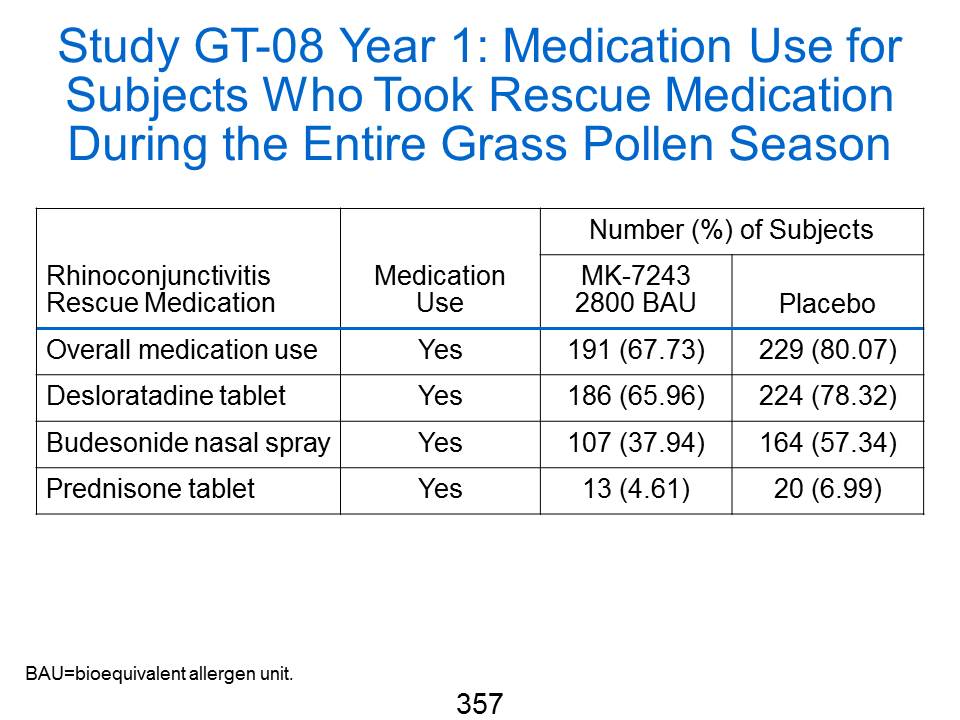 Study GT-08 Year 1: Medication Use for
Subjects Who Took Rescue Medication
During the Entire Grass Pollen Season
Number (%) of Subjects
Rhinoconjunctivitis
Rescue Medication
Medication
Use
MK-7243
2800 BAU
Placebo
Overall medication use Yes 191 (67.73) 229 (80.07)
Desloratadine tablet Yes 186 (65.96) 224 (78.32)
Budesonide nasal spray Yes 107 (37.94) 164 (57.34)
Prednisone tablet Yes 13 (4.61) 20 (6.99)
BAU=bioequivalent allergen unit.
357